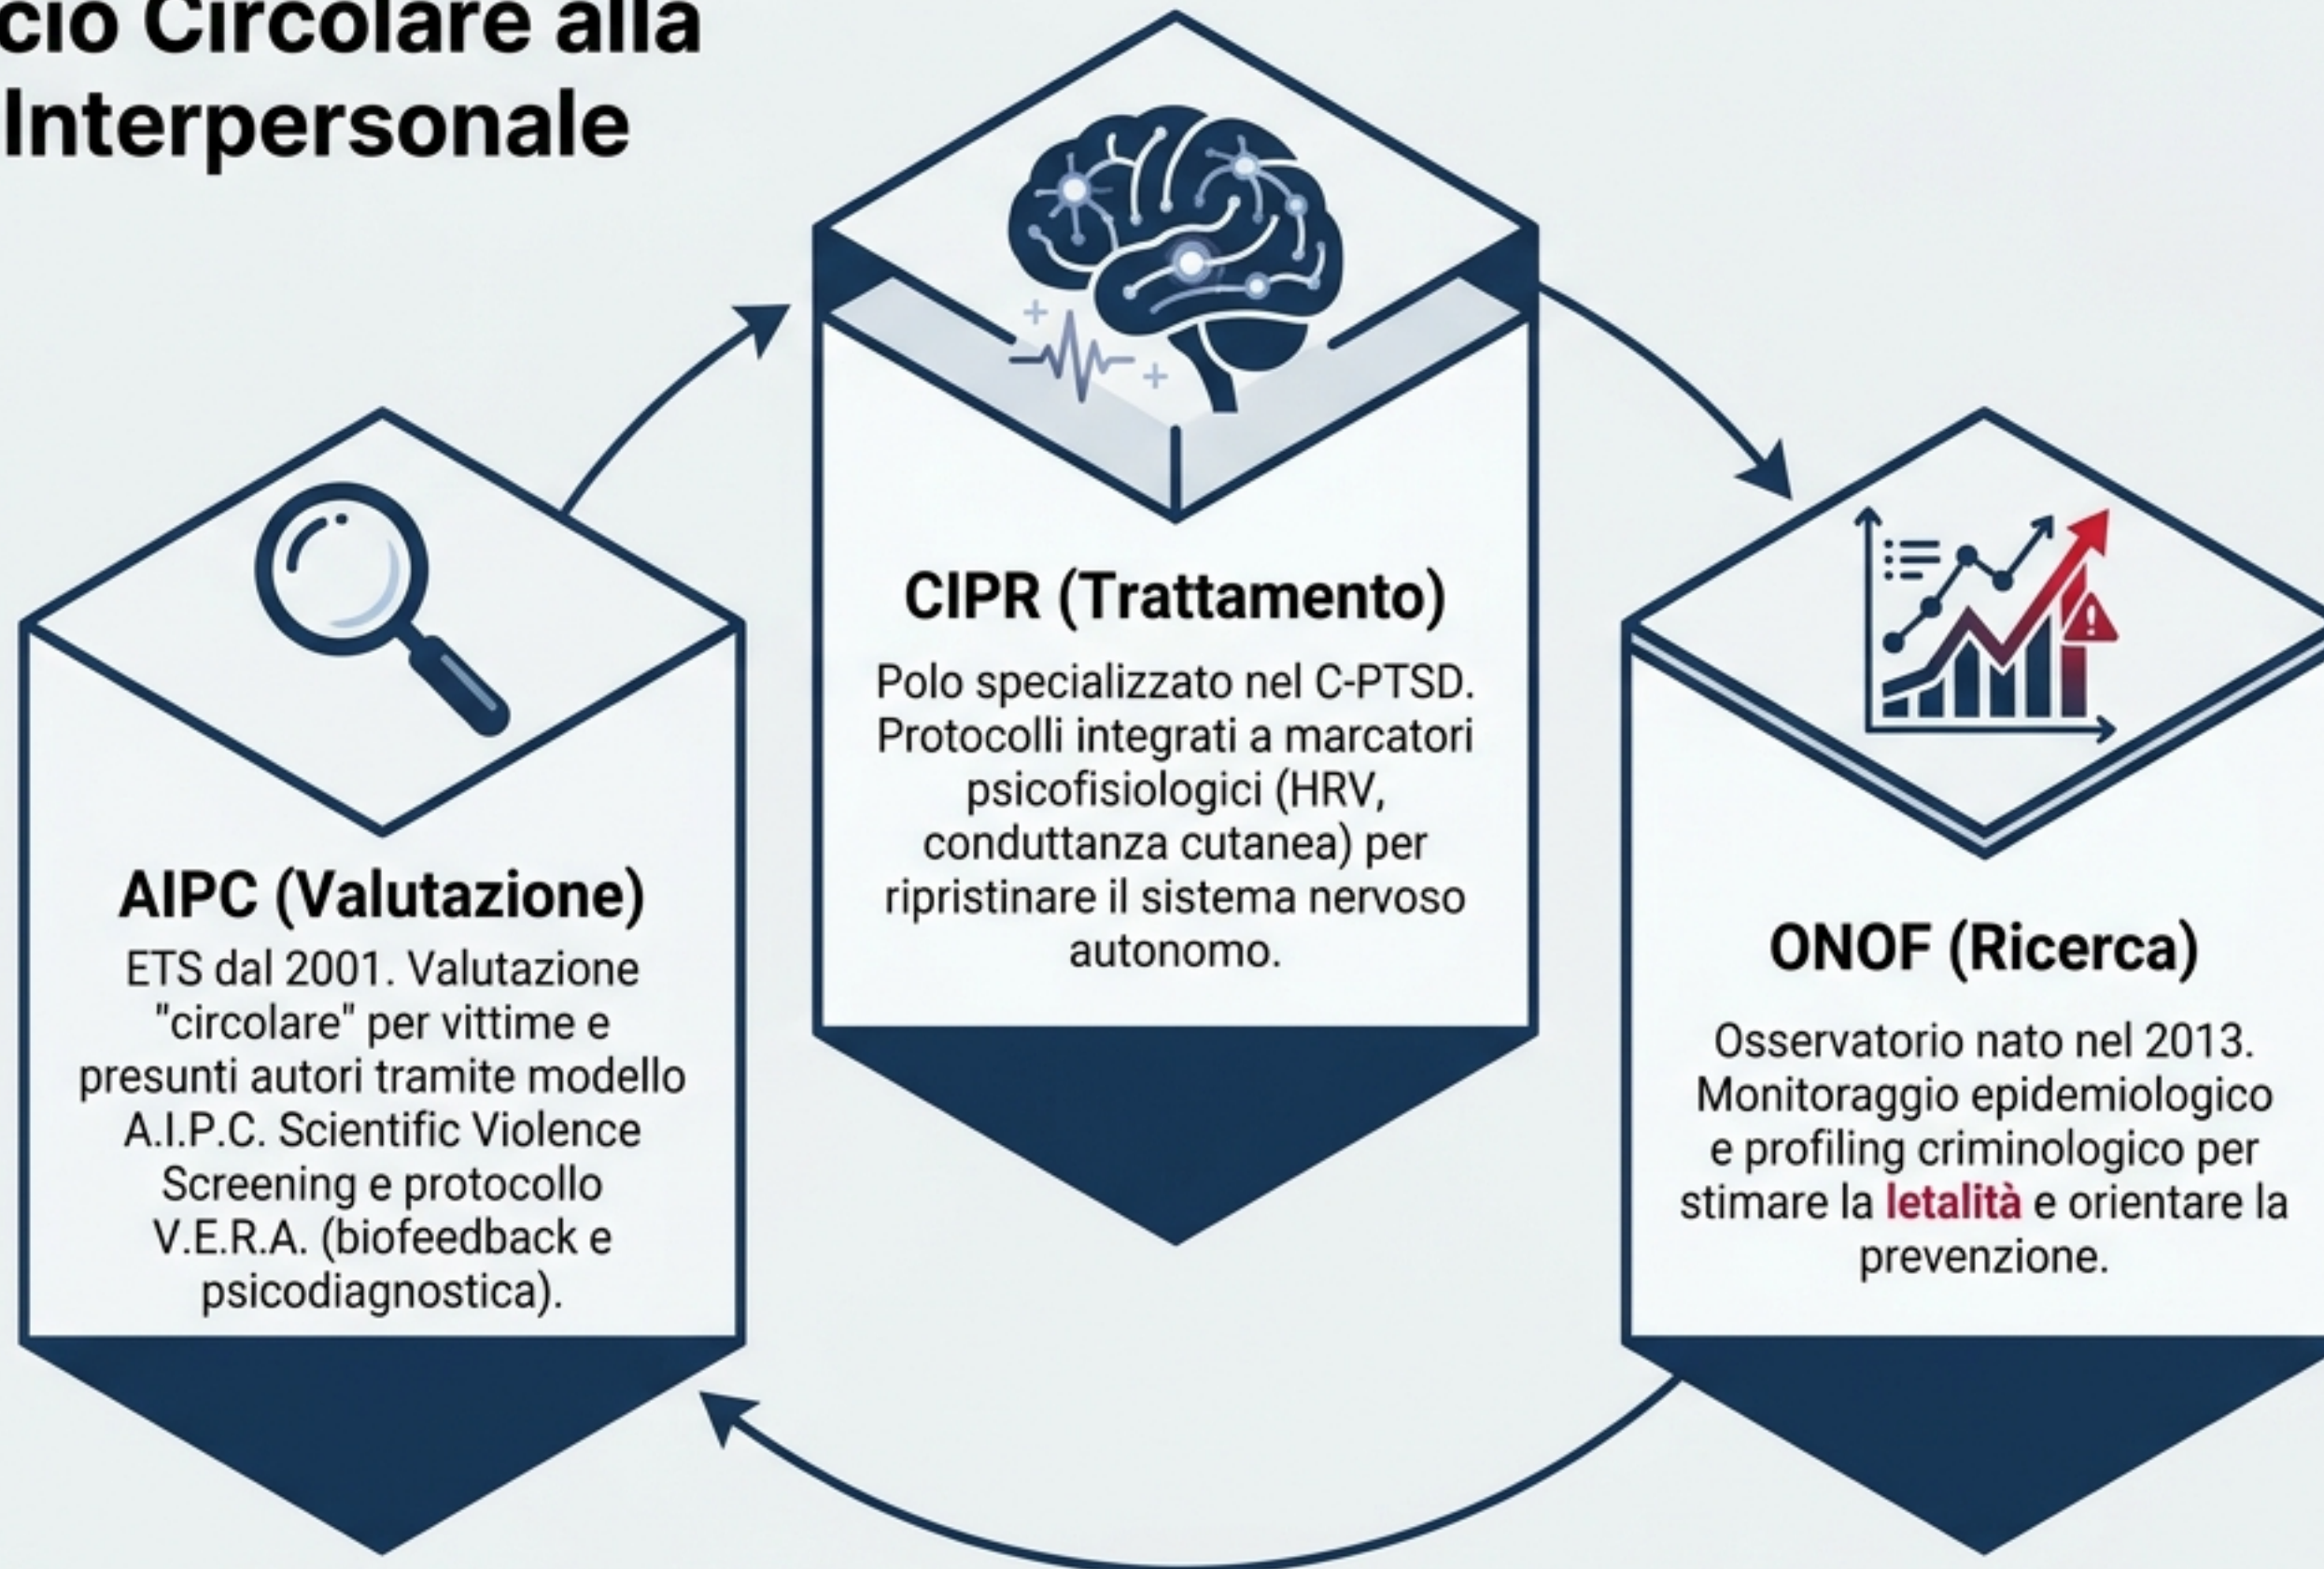 cio Circolare alla
Interpersonale
CIPR (Trattamento)
Polo specializzato nel C-PTSD.
Protocolli integrati a marcatori
psicofisiologici (HRV,
conduttanza cutanea) per
ripristinare il sistema nervoso
autonomo.
AIPC (Valutazione)
ETS dal 2001. Valutazione
"circolare" per vittime e
presunti autori tramite modello
A.I.P.C. Scientific Violence
Screening e protocollo
V.E.R.A. (biofeedback e
psicodiagnostica).
ONOF (Ricerca)
Osservatorio nato nel 2013.
Monitoraggio epidemiologico
e profiling criminologico per
stimare la letalità e orientare la
prevenzione.